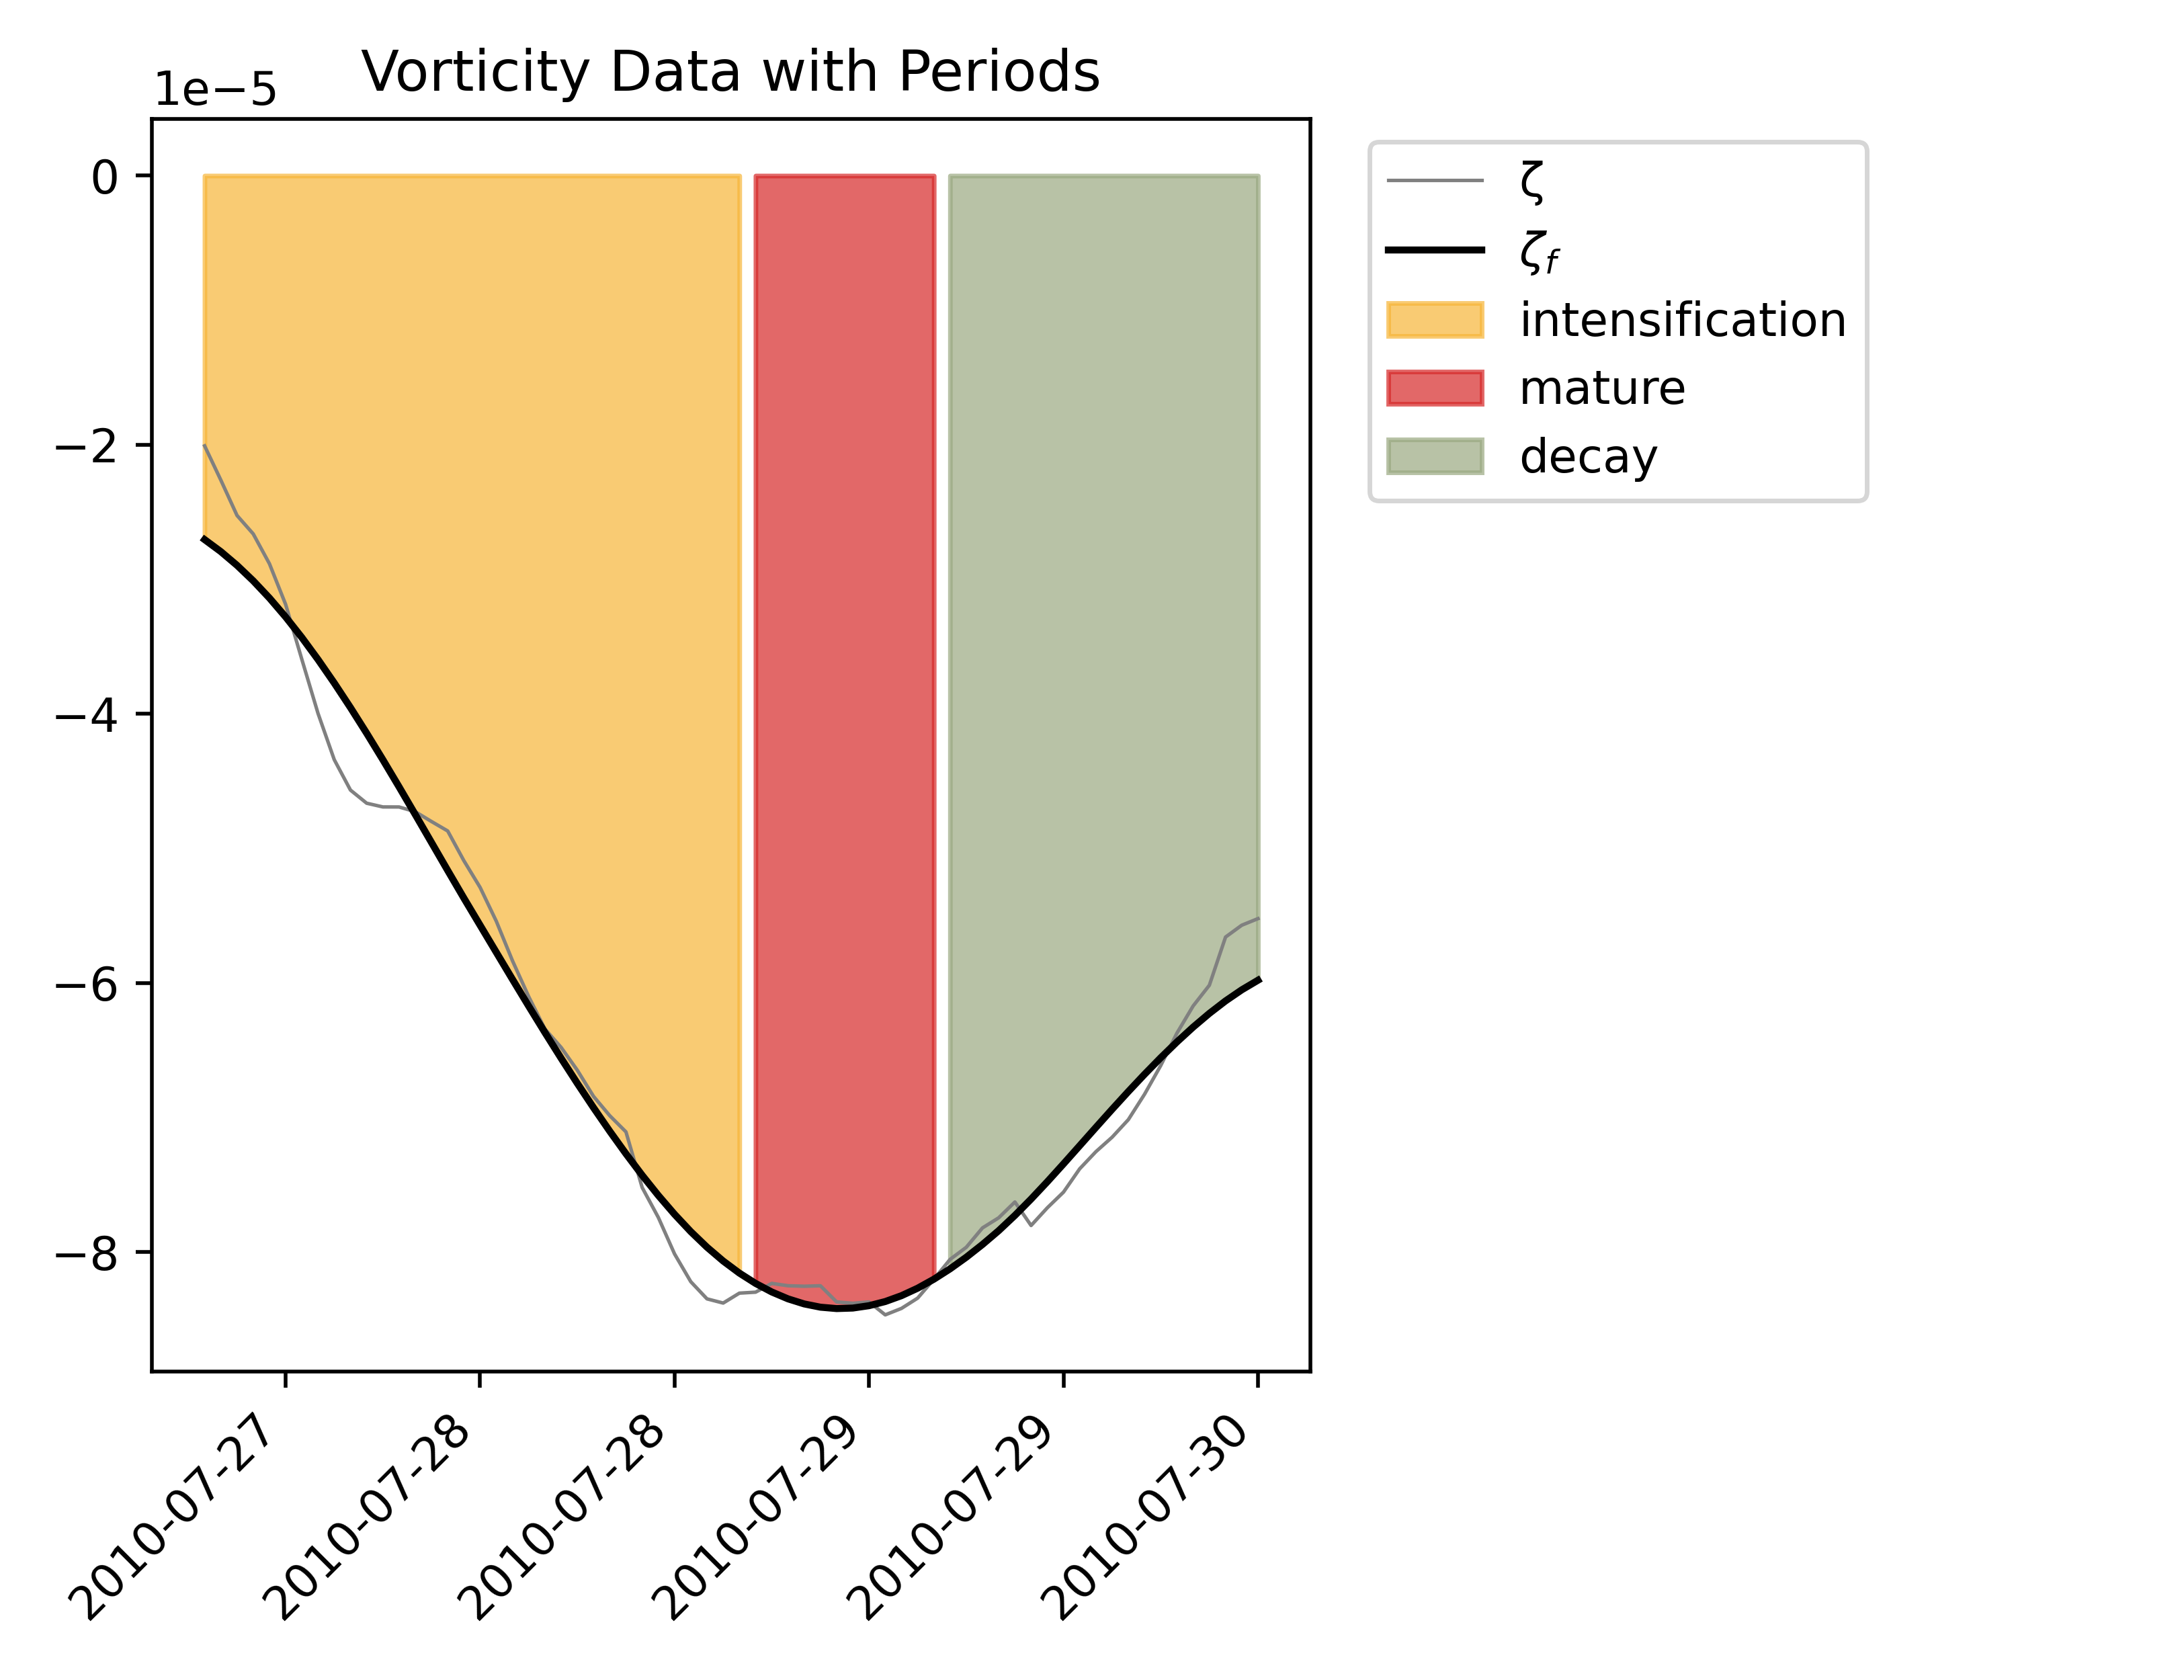 Vorticity Data with Periods
1e−5
0
−2
−4
−6
−8
2010-07-27
2010-07-28
2010-07-28
2010-07-29
2010-07-29
2010-07-30
ζ
ζf
intensification
mature
decay